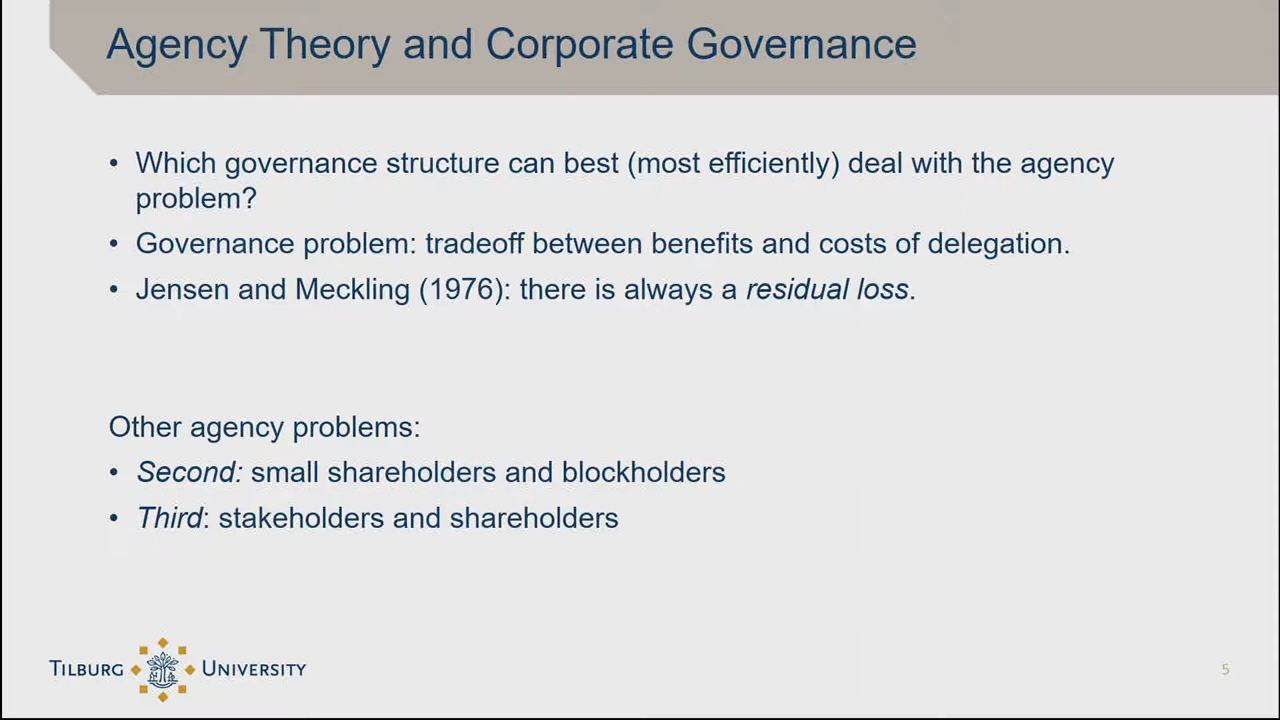 Agency Theory and Corporate Governance
• Which governance structure can best (most efficiently) deal with the agency
problem?
• Governance problem: tradeoff between benefits and costs of delegation.
• Jensen and Meckling (1976): there is always a residual loss.
Other agency problems:
• Second: small shareholders and blockholders
• Third: stakeholders and shareholders
TILBURG UNIVERSITY
5